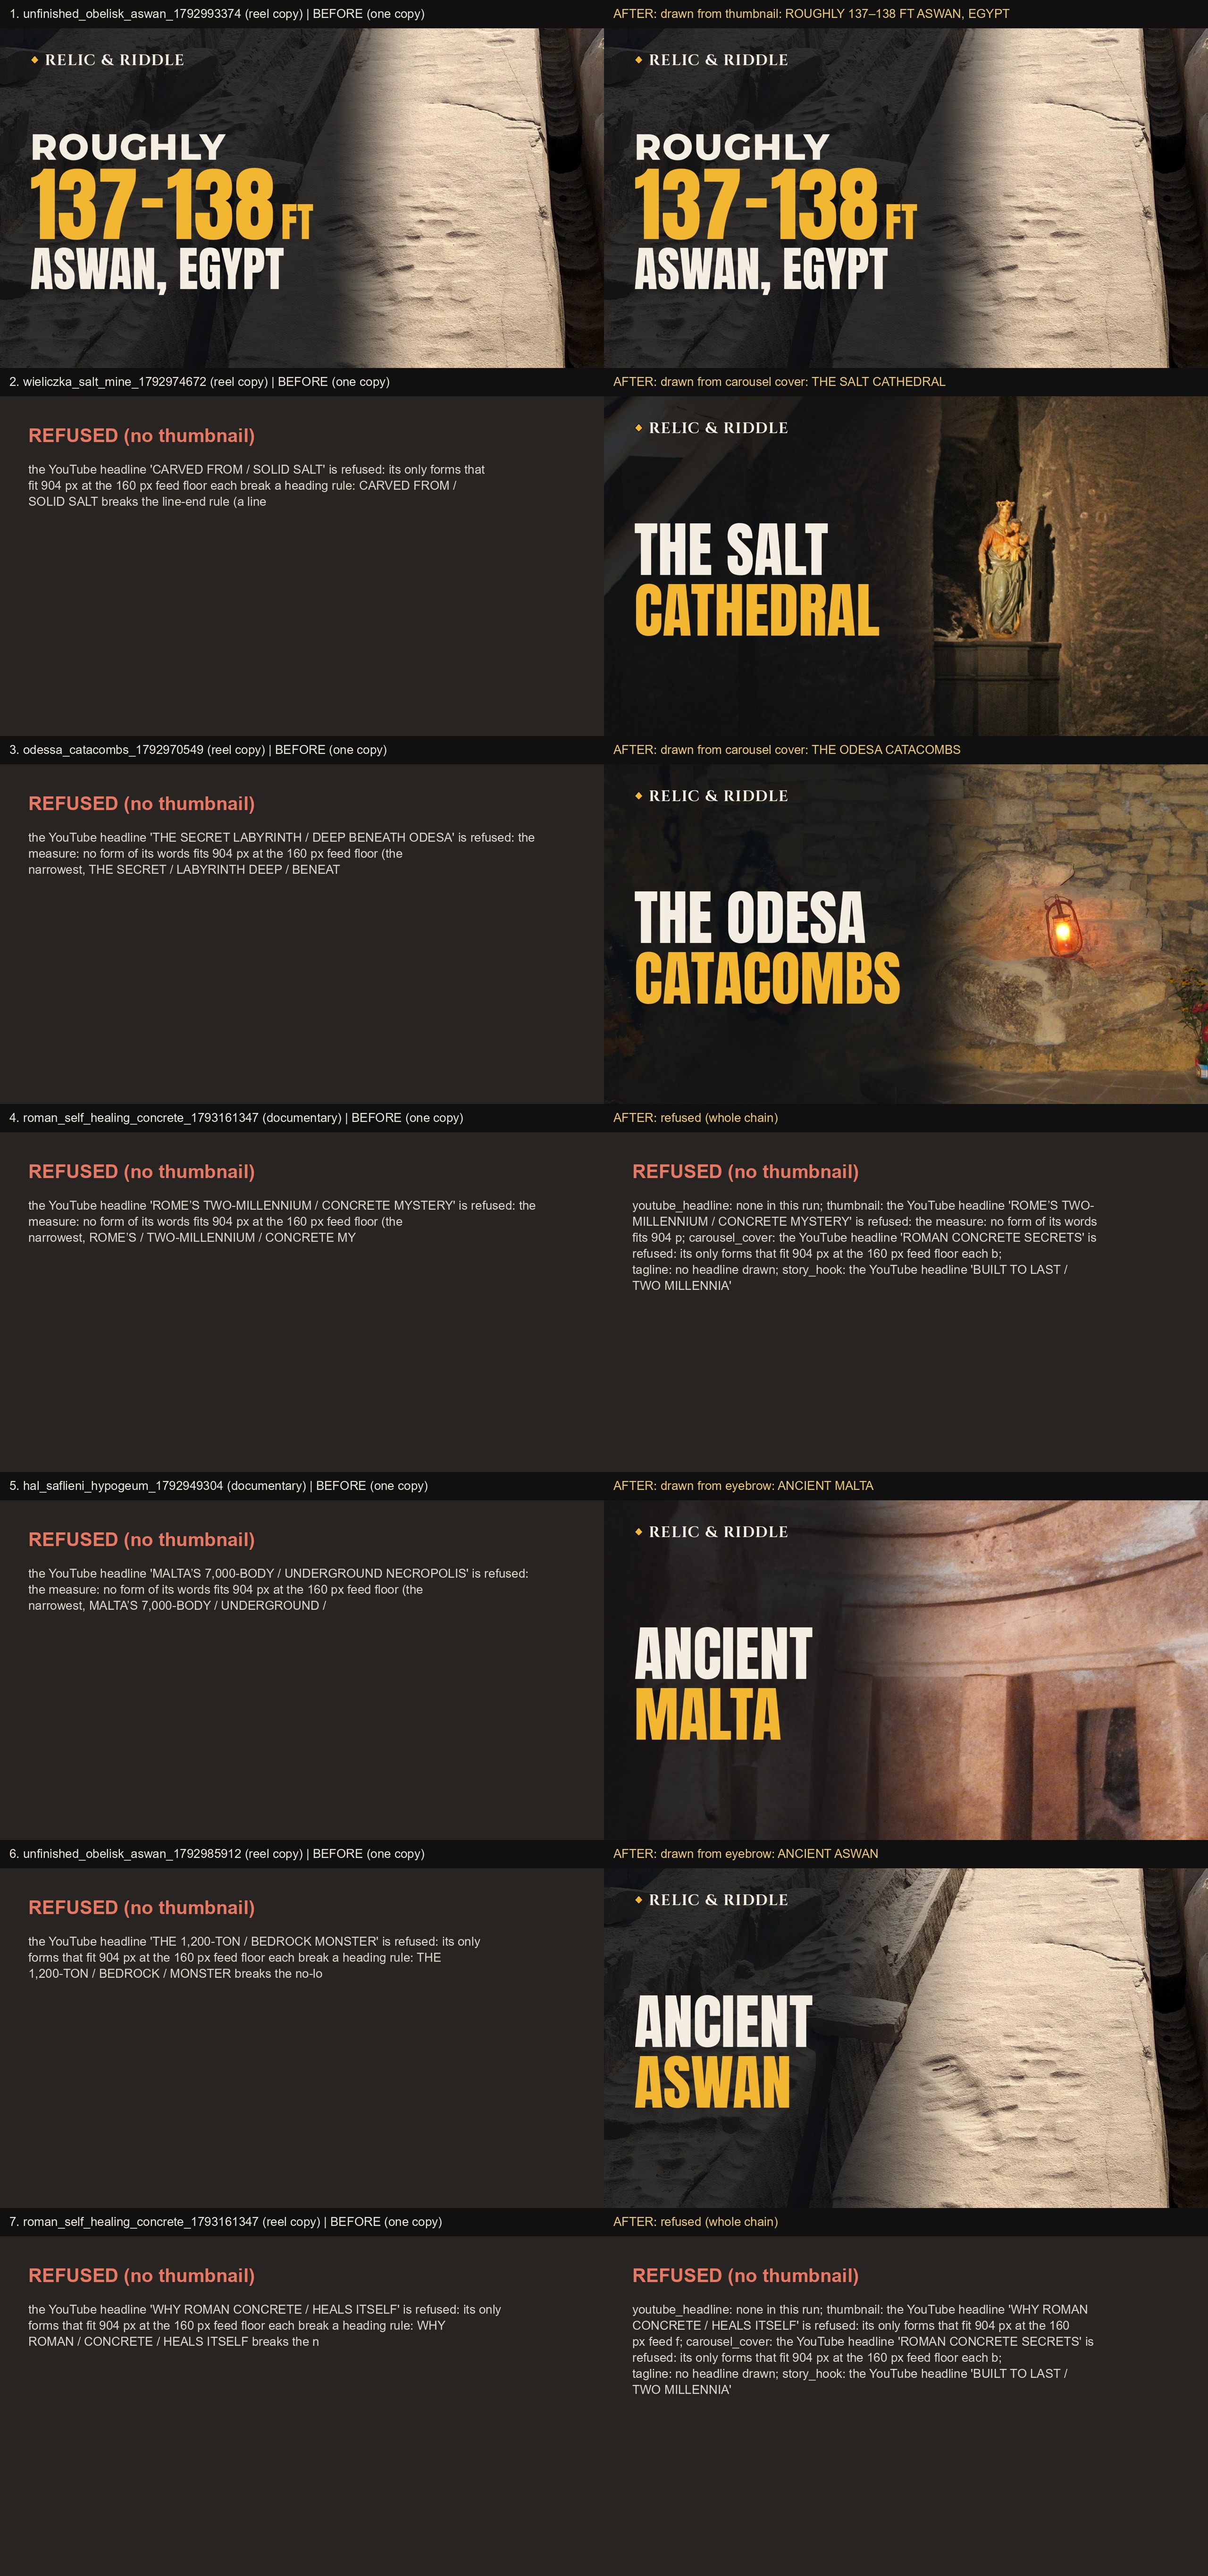 1. unfinished_obelisk_aswan_1792993374 (reel copy) | BEFORE (one copy)
AFTER: drawn from thumbnail: ROUGHLY 137–138 FT ASWAN, EGYPT
RELIC & RIDDLE
ROUGHLY
137-138 FT
ASWAN, EGYPT
RELIC & RIDDLE
ROUGHLY
137-138 FT
ASWAN, EGYPT
2. wieliczka_salt_mine_1792974672 (reel copy) | BEFORE (one copy)
AFTER: drawn from carousel cover: THE SALT CATHEDRAL
REFUSED (no thumbnail)
the YouTube headline 'CARVED FROM / SOLID SALT' is refused: its only forms that
fit 904 px at the 160 px feed floor each break a heading rule: CARVED FROM /
SOLID SALT breaks the line-end rule (a line
RELIC & RIDDLE
THE SALT
CATHEDRAL
3. odessa_catacombs_1792970549 (reel copy) | BEFORE (one copy)
AFTER: drawn from carousel cover: THE ODESA CATACOMBS
REFUSED (no thumbnail)
the YouTube headline 'THE SECRET LABYRINTH / DEEP BENEATH ODESA' is refused: the
measure: no form of its words fits 904 px at the 160 px feed floor (the
narrowest, THE SECRET / LABYRINTH DEEP / BENEAT
RELIC & RIDDLE
THE ODESA
CATACOMBS
4. roman_self_healing_concrete_1793161347 (documentary) | BEFORE (one copy)
AFTER: refused (whole chain)
REFUSED (no thumbnail)
the YouTube headline 'ROME’S TWO-MILLENNIUM / CONCRETE MYSTERY' is refused: the
measure: no form of its words fits 904 px at the 160 px feed floor (the
narrowest, ROME’S / TWO-MILLENNIUM / CONCRETE MY
REFUSED (no thumbnail)
youtube_headline: none in this run; thumbnail: the YouTube headline 'ROME’S TWO-
MILLENNIUM / CONCRETE MYSTERY' is refused: the measure: no form of its words
fits 904 p; carousel_cover: the YouTube headline 'ROMAN CONCRETE SECRETS' is
refused: its only forms that fit 904 px at the 160 px feed floor each b;
tagline: no headline drawn; story_hook: the YouTube headline 'BUILT TO LAST /
TWO MILLENNIA'
5. hal_saflieni_hypogeum_1792949304 (documentary) | BEFORE (one copy)
AFTER: drawn from eyebrow: ANCIENT MALTA
REFUSED (no thumbnail)
the YouTube headline 'MALTA’S 7,000-BODY / UNDERGROUND NECROPOLIS' is refused:
the measure: no form of its words fits 904 px at the 160 px feed floor (the
narrowest, MALTA’S 7,000-BODY / UNDERGROUND /
RELIC & RIDDLE
ANCIENT
MALTA
6. unfinished_obelisk_aswan_1792985912 (reel copy) | BEFORE (one copy)
AFTER: drawn from eyebrow: ANCIENT ASWAN
REFUSED (no thumbnail)
the YouTube headline 'THE 1,200-TON / BEDROCK MONSTER' is refused: its only
forms that fit 904 px at the 160 px feed floor each break a heading rule: THE
1,200-TON / BEDROCK / MONSTER breaks the no-lo
RELIC & RIDDLE
ANCIENT
ASWAN
7. roman_self_healing_concrete_1793161347 (reel copy) | BEFORE (one copy)
AFTER: refused (whole chain)
REFUSED (no thumbnail)
the YouTube headline 'WHY ROMAN CONCRETE / HEALS ITSELF' is refused: its only
forms that fit 904 px at the 160 px feed floor each break a heading rule: WHY
ROMAN / CONCRETE / HEALS ITSELF breaks the n
REFUSED (no thumbnail)
youtube_headline: none in this run; thumbnail: the YouTube headline 'WHY ROMAN
CONCRETE / HEALS ITSELF' is refused: its only forms that fit 904 px at the 160
px feed f; carousel_cover: the YouTube headline 'ROMAN CONCRETE SECRETS' is
refused: its only forms that fit 904 px at the 160 px feed floor each b;
tagline: no headline drawn; story_hook: the YouTube headline 'BUILT TO LAST /
TWO MILLENNIA'